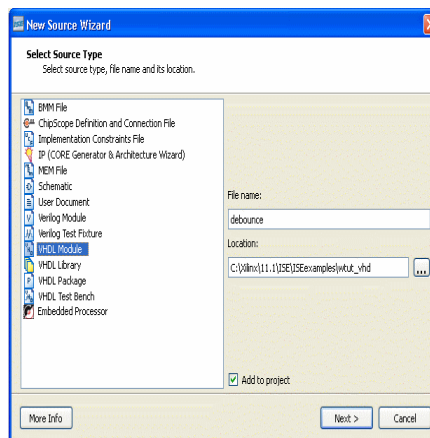 New Source Wizard
Select Source Type
Select source type, file name and its location.
BMM File
ChipScope Definition and Connection File
Implementation Constraints File
IP (CORE Generator & Architecture Wizard)
MEM File
Schematic
User Document
Verilog Module
Verilog Test Fixture
VHDL Module
VHDL Library
VHDL Package
VHDL Test Bench
Embedded Processor
File name:
debounce
Location:
C:\Xilinx\11.1\ISE\ISEexamples\wtut_vhd
...
Add to project
More Info
Next >
Cancel